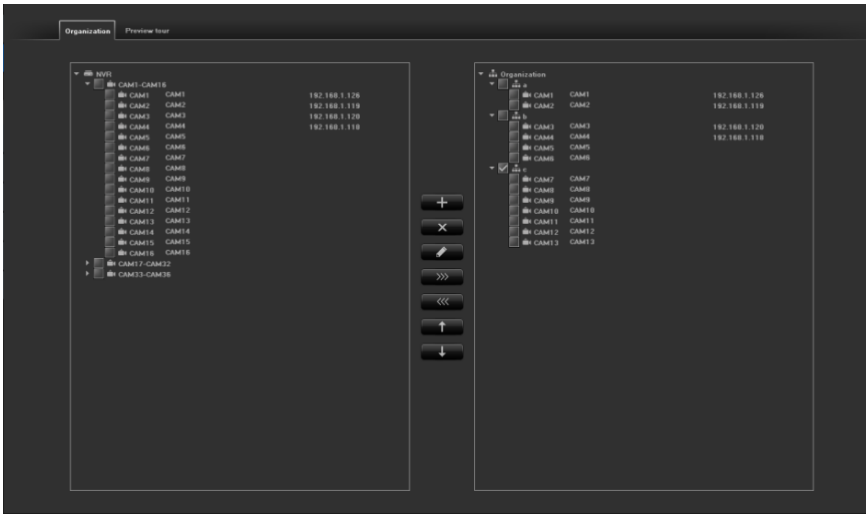 Organization Preview tour
NVR
CAM1-CAM16
CAM1 CAM1 192.168.1.126
CAM2 CAM2 192.168.1.119
CAM3 CAM3 192.168.1.120
CAM4 CAM4 192.168.1.118
CAM5 CAM5
CAM6 CAM6
CAM7 CAM7
CAM8 CAM8
CAM9 CAM9
CAM10 CAM10
CAM11 CAM11
CAM12 CAM12
CAM13 CAM13
CAM14 CAM14
CAM15 CAM15
CAM16 CAM16
CAM17-CAM32
CAM33-CAM36
Organization
a
CAM1 CAM1 192.168.1.126
CAM2 CAM2 192.168.1.119
b
CAM3 CAM3 192.168.1.120
CAM4 CAM4 192.168.1.118
CAM5 CAM5
CAM6 CAM6
c
CAM7 CAM7
CAM8 CAM8
CAM9 CAM9
CAM10 CAM10
CAM11 CAM11
CAM12 CAM12
CAM13 CAM13